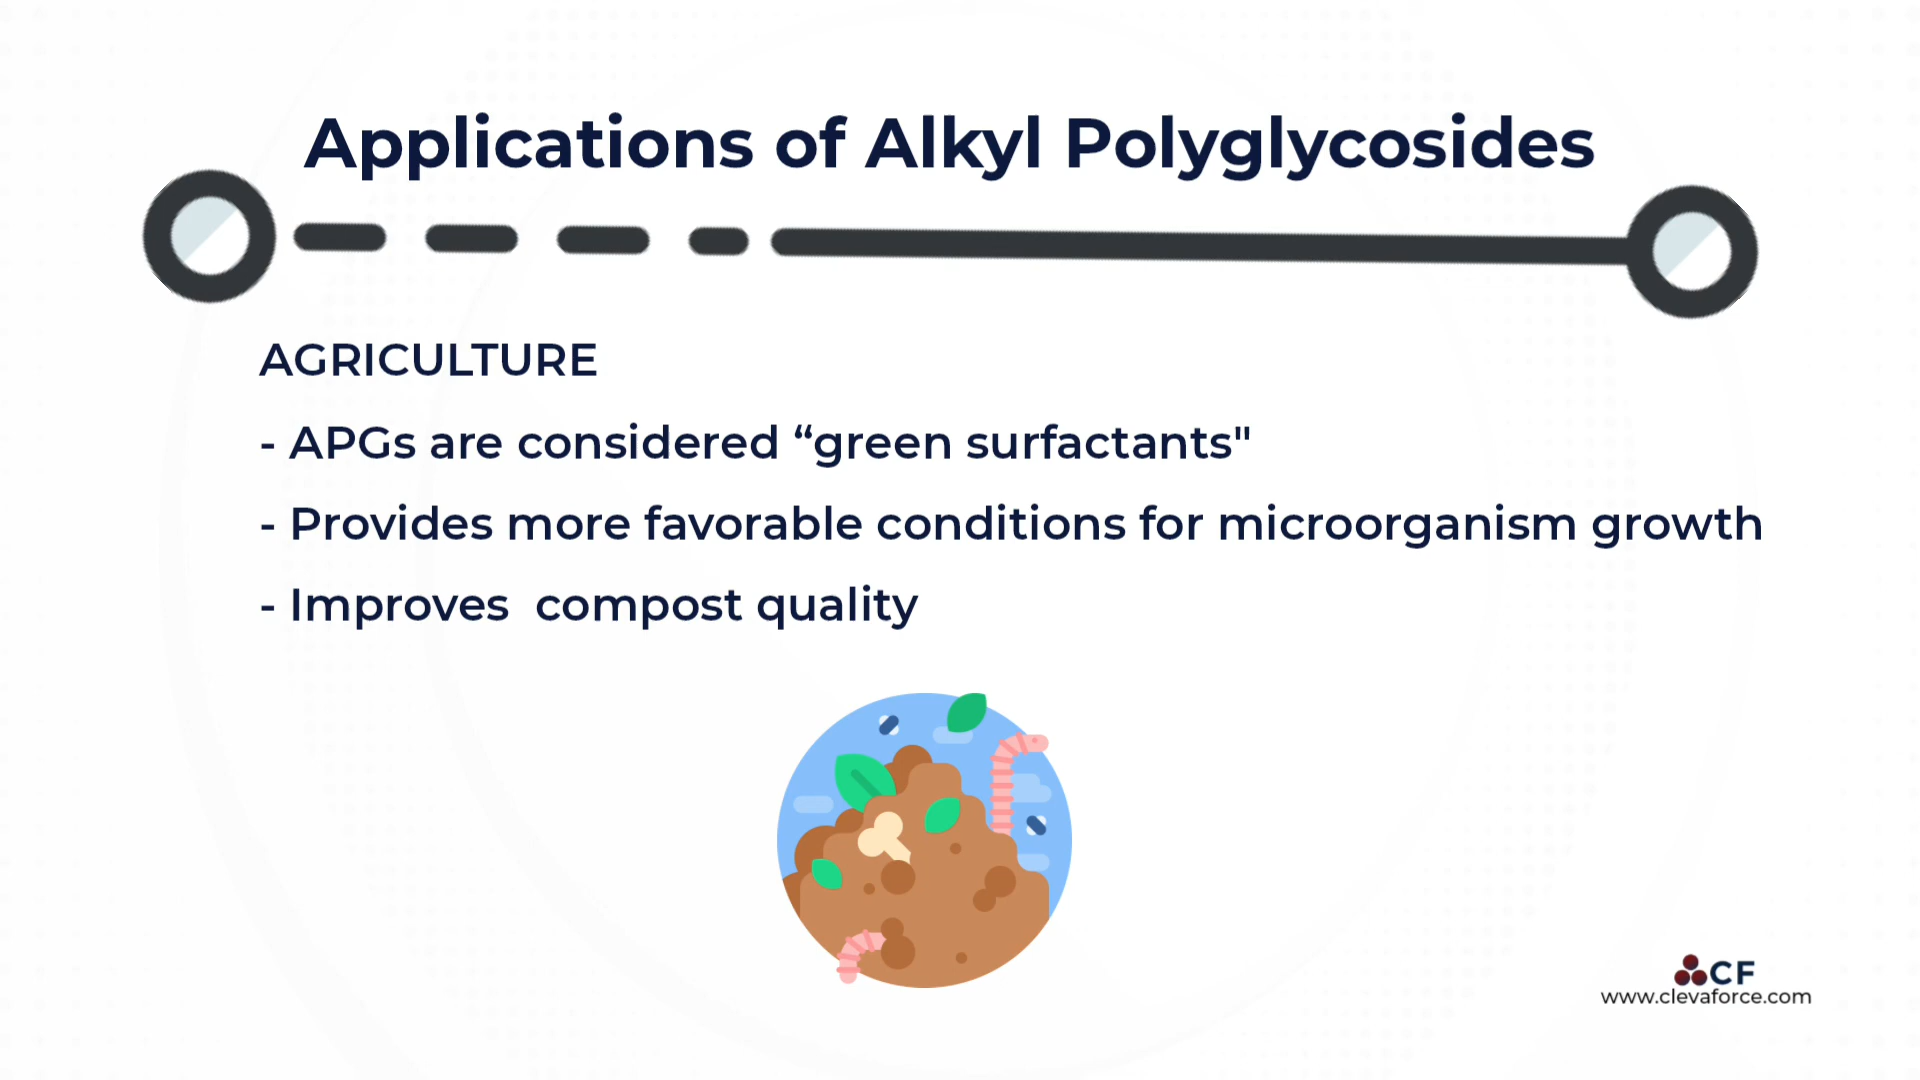 Applications of Alkyl Polyglycosides
AGRICULTURE
- APGs are considered “green surfactants"
- Provides more favorable conditions for microorganism growth
- Improves  compost quality
CF
www.clevaforce.com